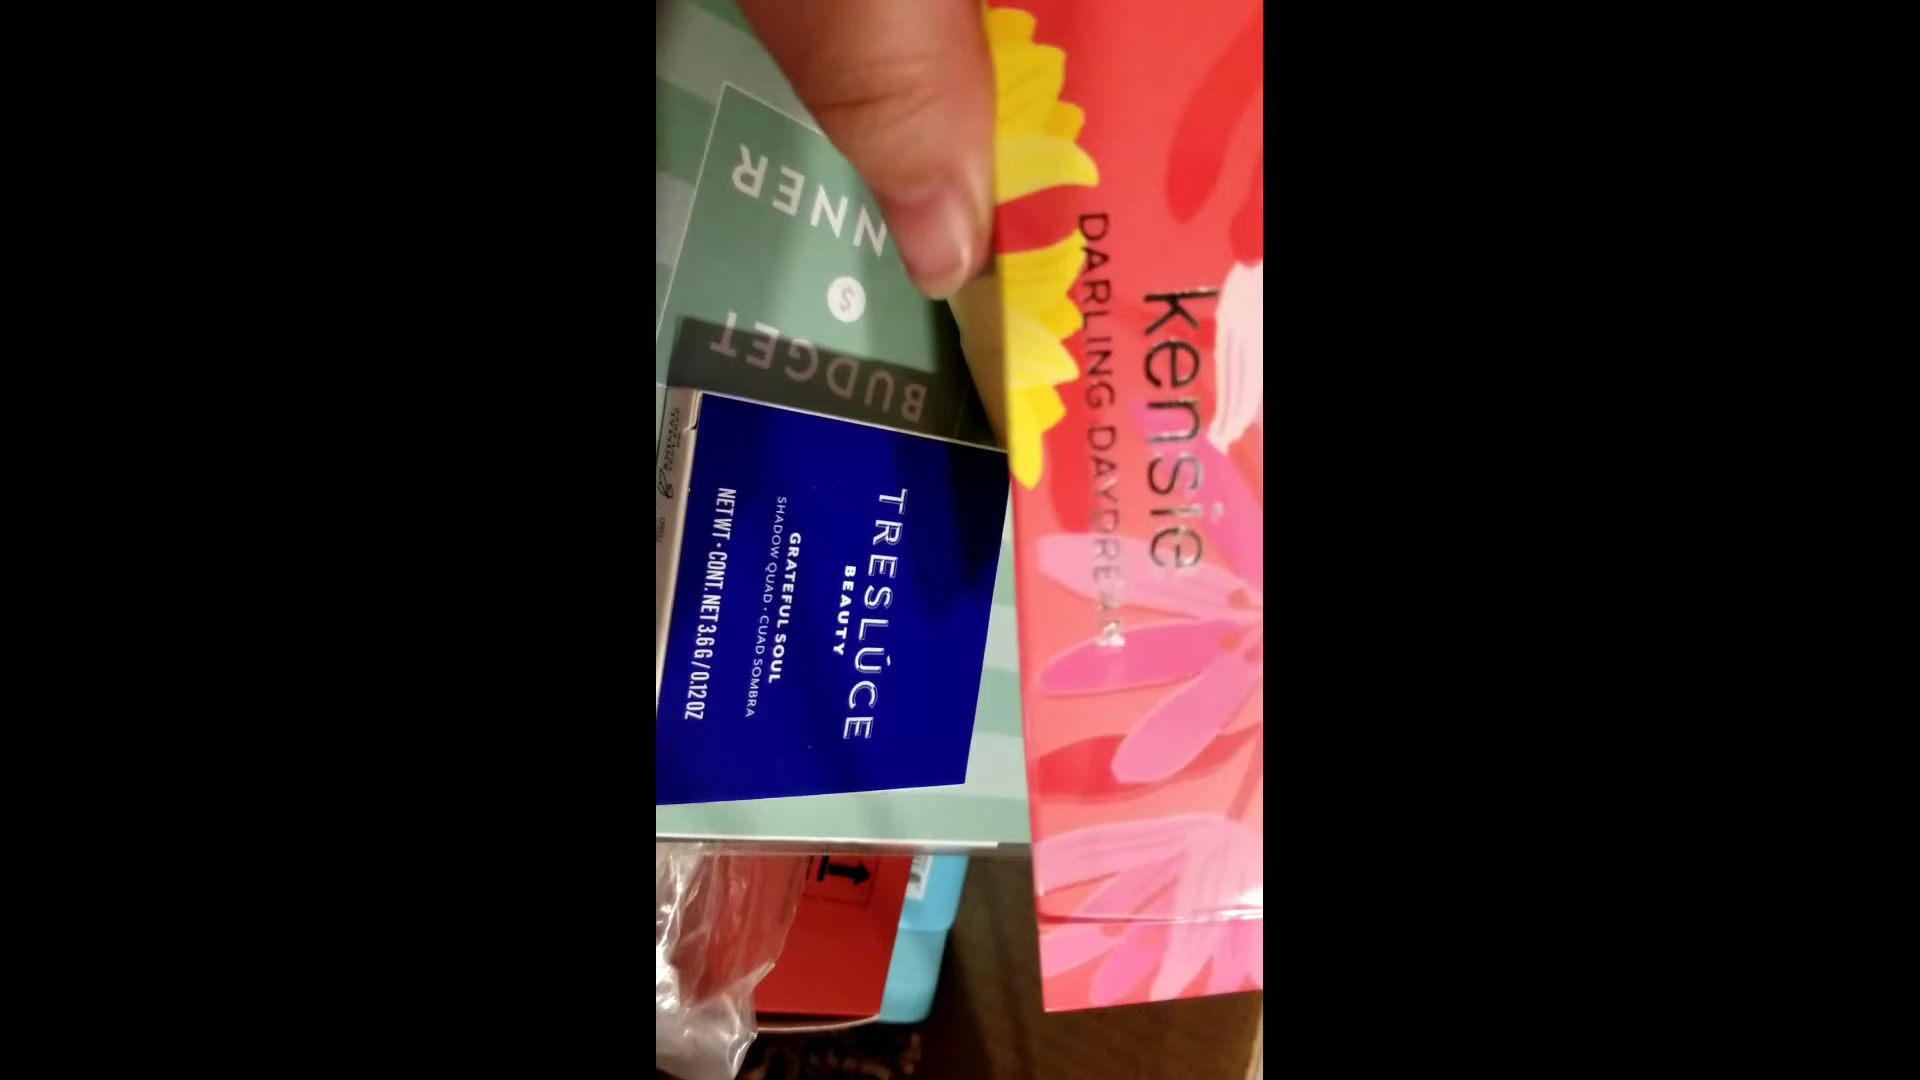 kensie
DARLING DAYDREAM
BUDGET
$
NNER
TRESLÚCE
BEAUTY
GRATEFUL SOUL
SHADOW QUAD · CUAD SOMBRA
NET WT · CONT. NET 3.6 G / 0.12 OZ